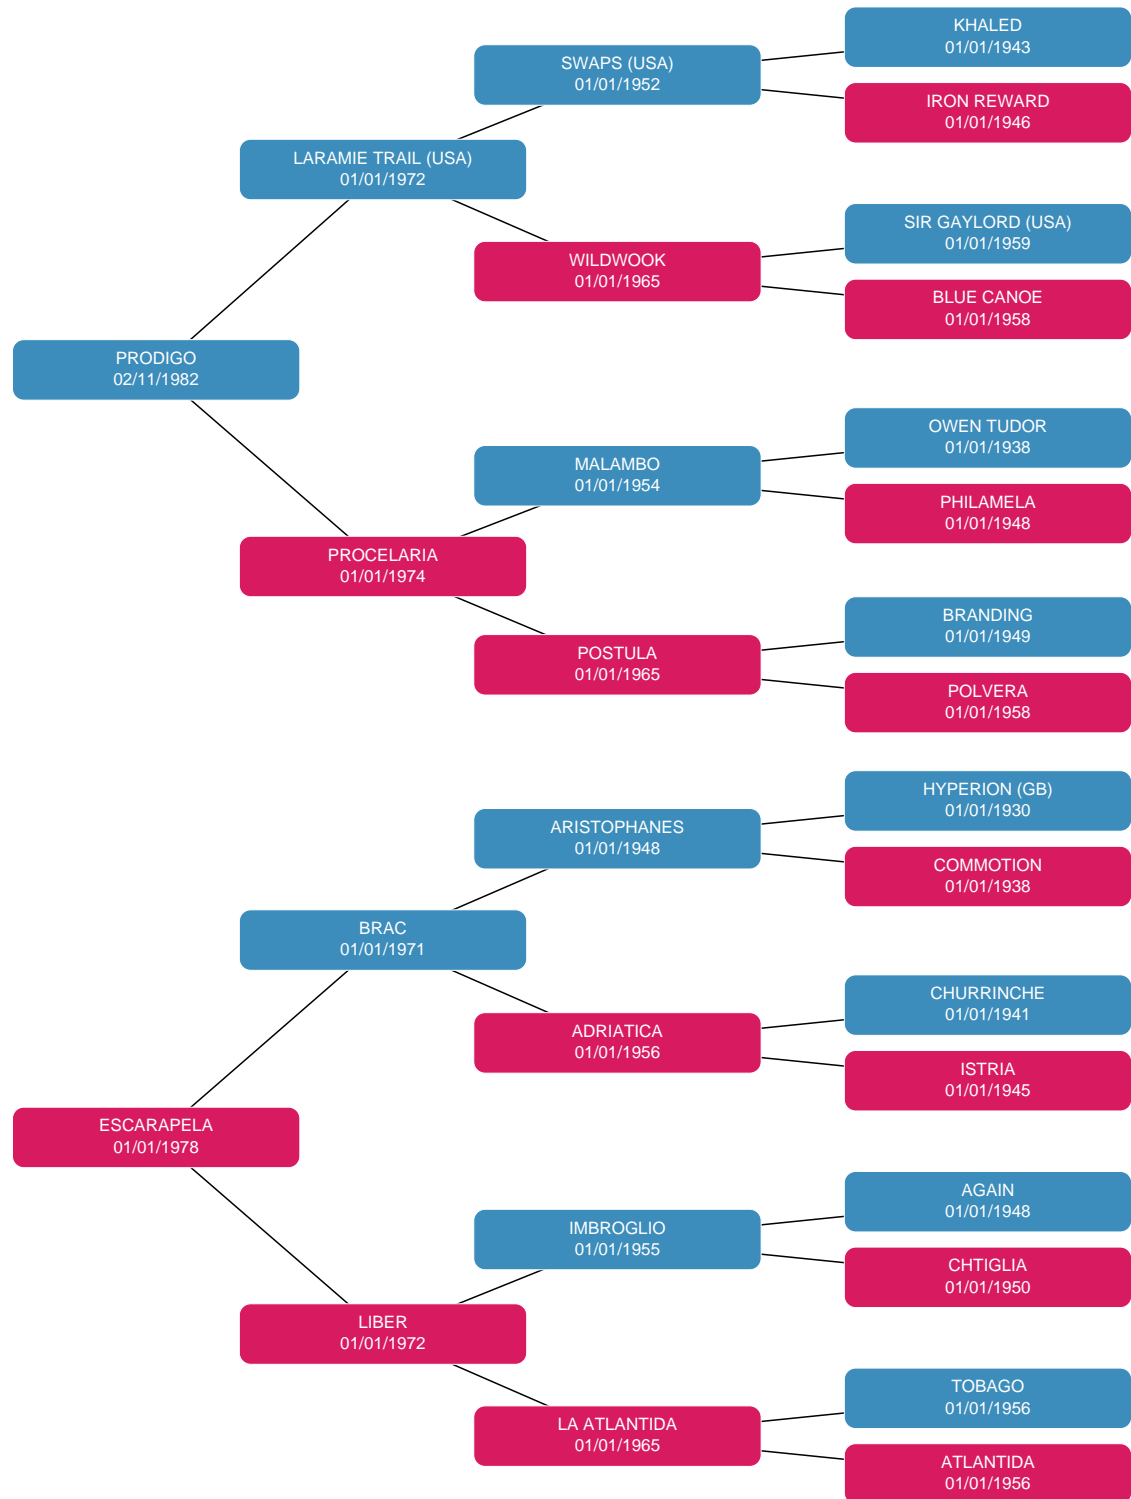 KHALED
01/01/1943
SWAPS (USA)
01/01/1952
IRON REWARD
01/01/1946
LARAMIE TRAIL (USA)
01/01/1972
SIR GAYLORD (USA)
01/01/1959
WILDWOOK
01/01/1965
BLUE CANOE
01/01/1958
PRODIGO
02/11/1982
OWEN TUDOR
01/01/1938
MALAMBO
01/01/1954
PHILAMELA
01/01/1948
PROCELARIA
01/01/1974
BRANDING
01/01/1949
POSTULA
01/01/1965
POLVERA
01/01/1958
HYPERION (GB)
01/01/1930
ARISTOPHANES
01/01/1948
COMMOTION
01/01/1938
BRAC
01/01/1971
CHURRINCHE
01/01/1941
ADRIATICA
01/01/1956
ISTRIA
01/01/1945
ESCARAPELA
01/01/1978
AGAIN
01/01/1948
IMBROGLIO
01/01/1955
CHTIGLIA
01/01/1950
LIBER
01/01/1972
TOBAGO
01/01/1956
LA ATLANTIDA
01/01/1965
ATLANTIDA
01/01/1956